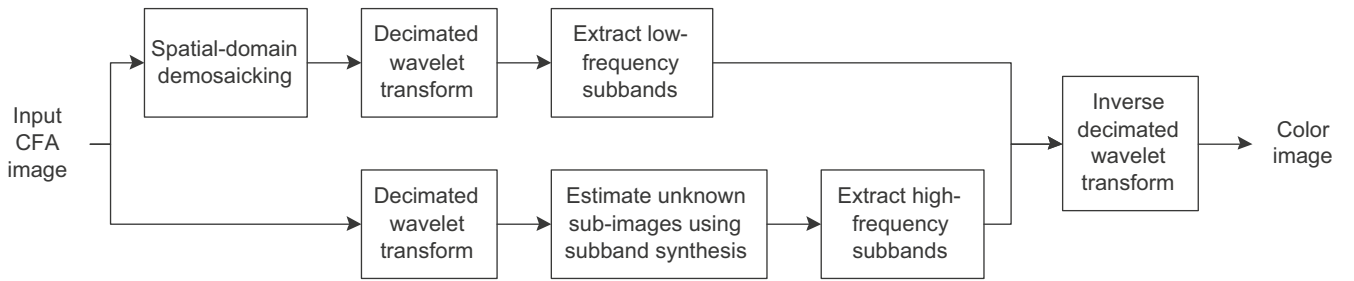 Input
CFA
image
Spatial-domain
demosaicking
Decimated
wavelet
transform
Extract low-
frequency
subbands
Decimated
wavelet
transform
Estimate unknown
sub-images using
subband synthesis
Extract high-
frequency
subbands
Inverse
decimated
wavelet
transform
Color
image